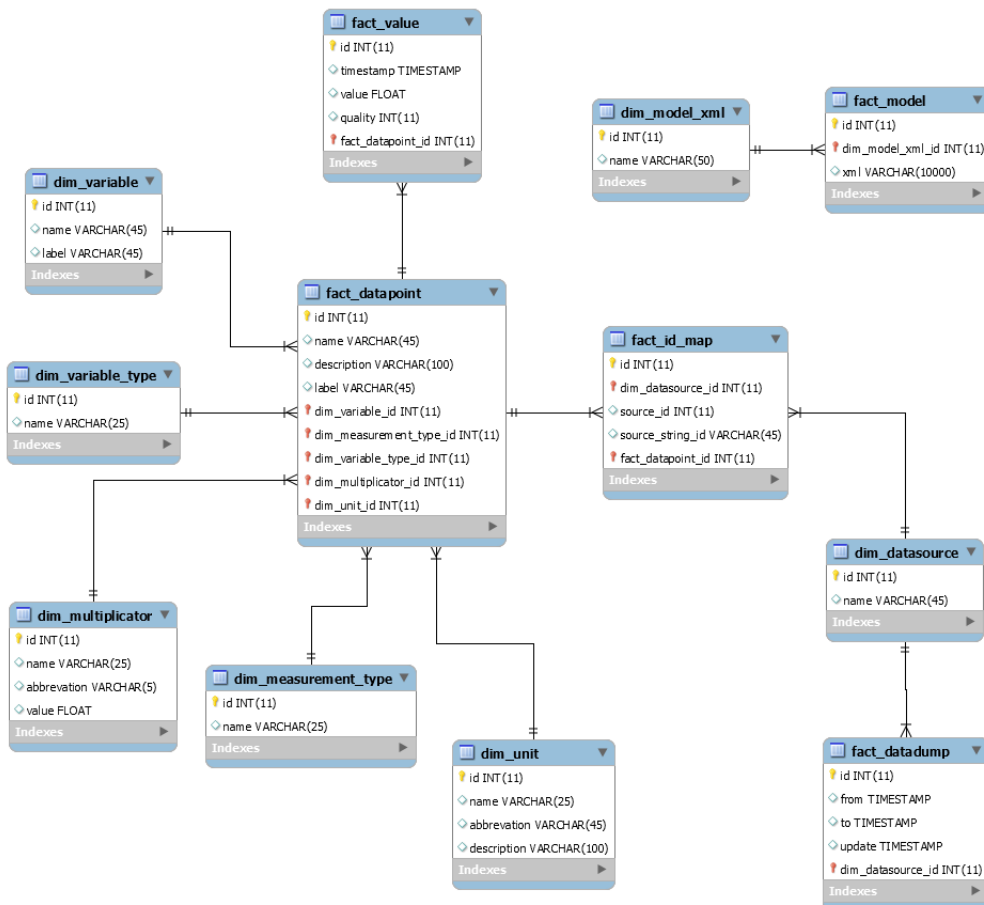 fact_value
id INT(11)
timestamp TIMESTAMP
value FLOAT
quality INT(11)
fact_datapoint_id INT(11)
Indexes
dim_model_xml
id INT(11)
name VARCHAR(50)
Indexes
fact_model
id INT(11)
dim_model_xml_id INT(11)
xml VARCHAR(10000)
Indexes
dim_variable
id INT(11)
name VARCHAR(45)
label VARCHAR(45)
Indexes
fact_datapoint
id INT(11)
name VARCHAR(45)
description VARCHAR(100)
label VARCHAR(45)
dim_variable_id INT(11)
dim_measurement_type_id INT(11)
dim_variable_type_id INT(11)
dim_multiplicator_id INT(11)
dim_unit_id INT(11)
Indexes
fact_id_map
id INT(11)
dim_datasource_id INT(11)
source_id INT(11)
source_string_id VARCHAR(45)
fact_datapoint_id INT(11)
Indexes
dim_variable_type
id INT(11)
name VARCHAR(25)
Indexes
dim_datasource
id INT(11)
name VARCHAR(45)
Indexes
dim_multiplicator
id INT(11)
name VARCHAR(25)
abbrevation VARCHAR(5)
value FLOAT
Indexes
dim_measurement_type
id INT(11)
name VARCHAR(25)
Indexes
dim_unit
id INT(11)
name VARCHAR(25)
abbrevation VARCHAR(45)
description VARCHAR(100)
Indexes
fact_datadump
id INT(11)
from TIMESTAMP
to TIMESTAMP
update TIMESTAMP
dim_datasource_id INT(11)
Indexes